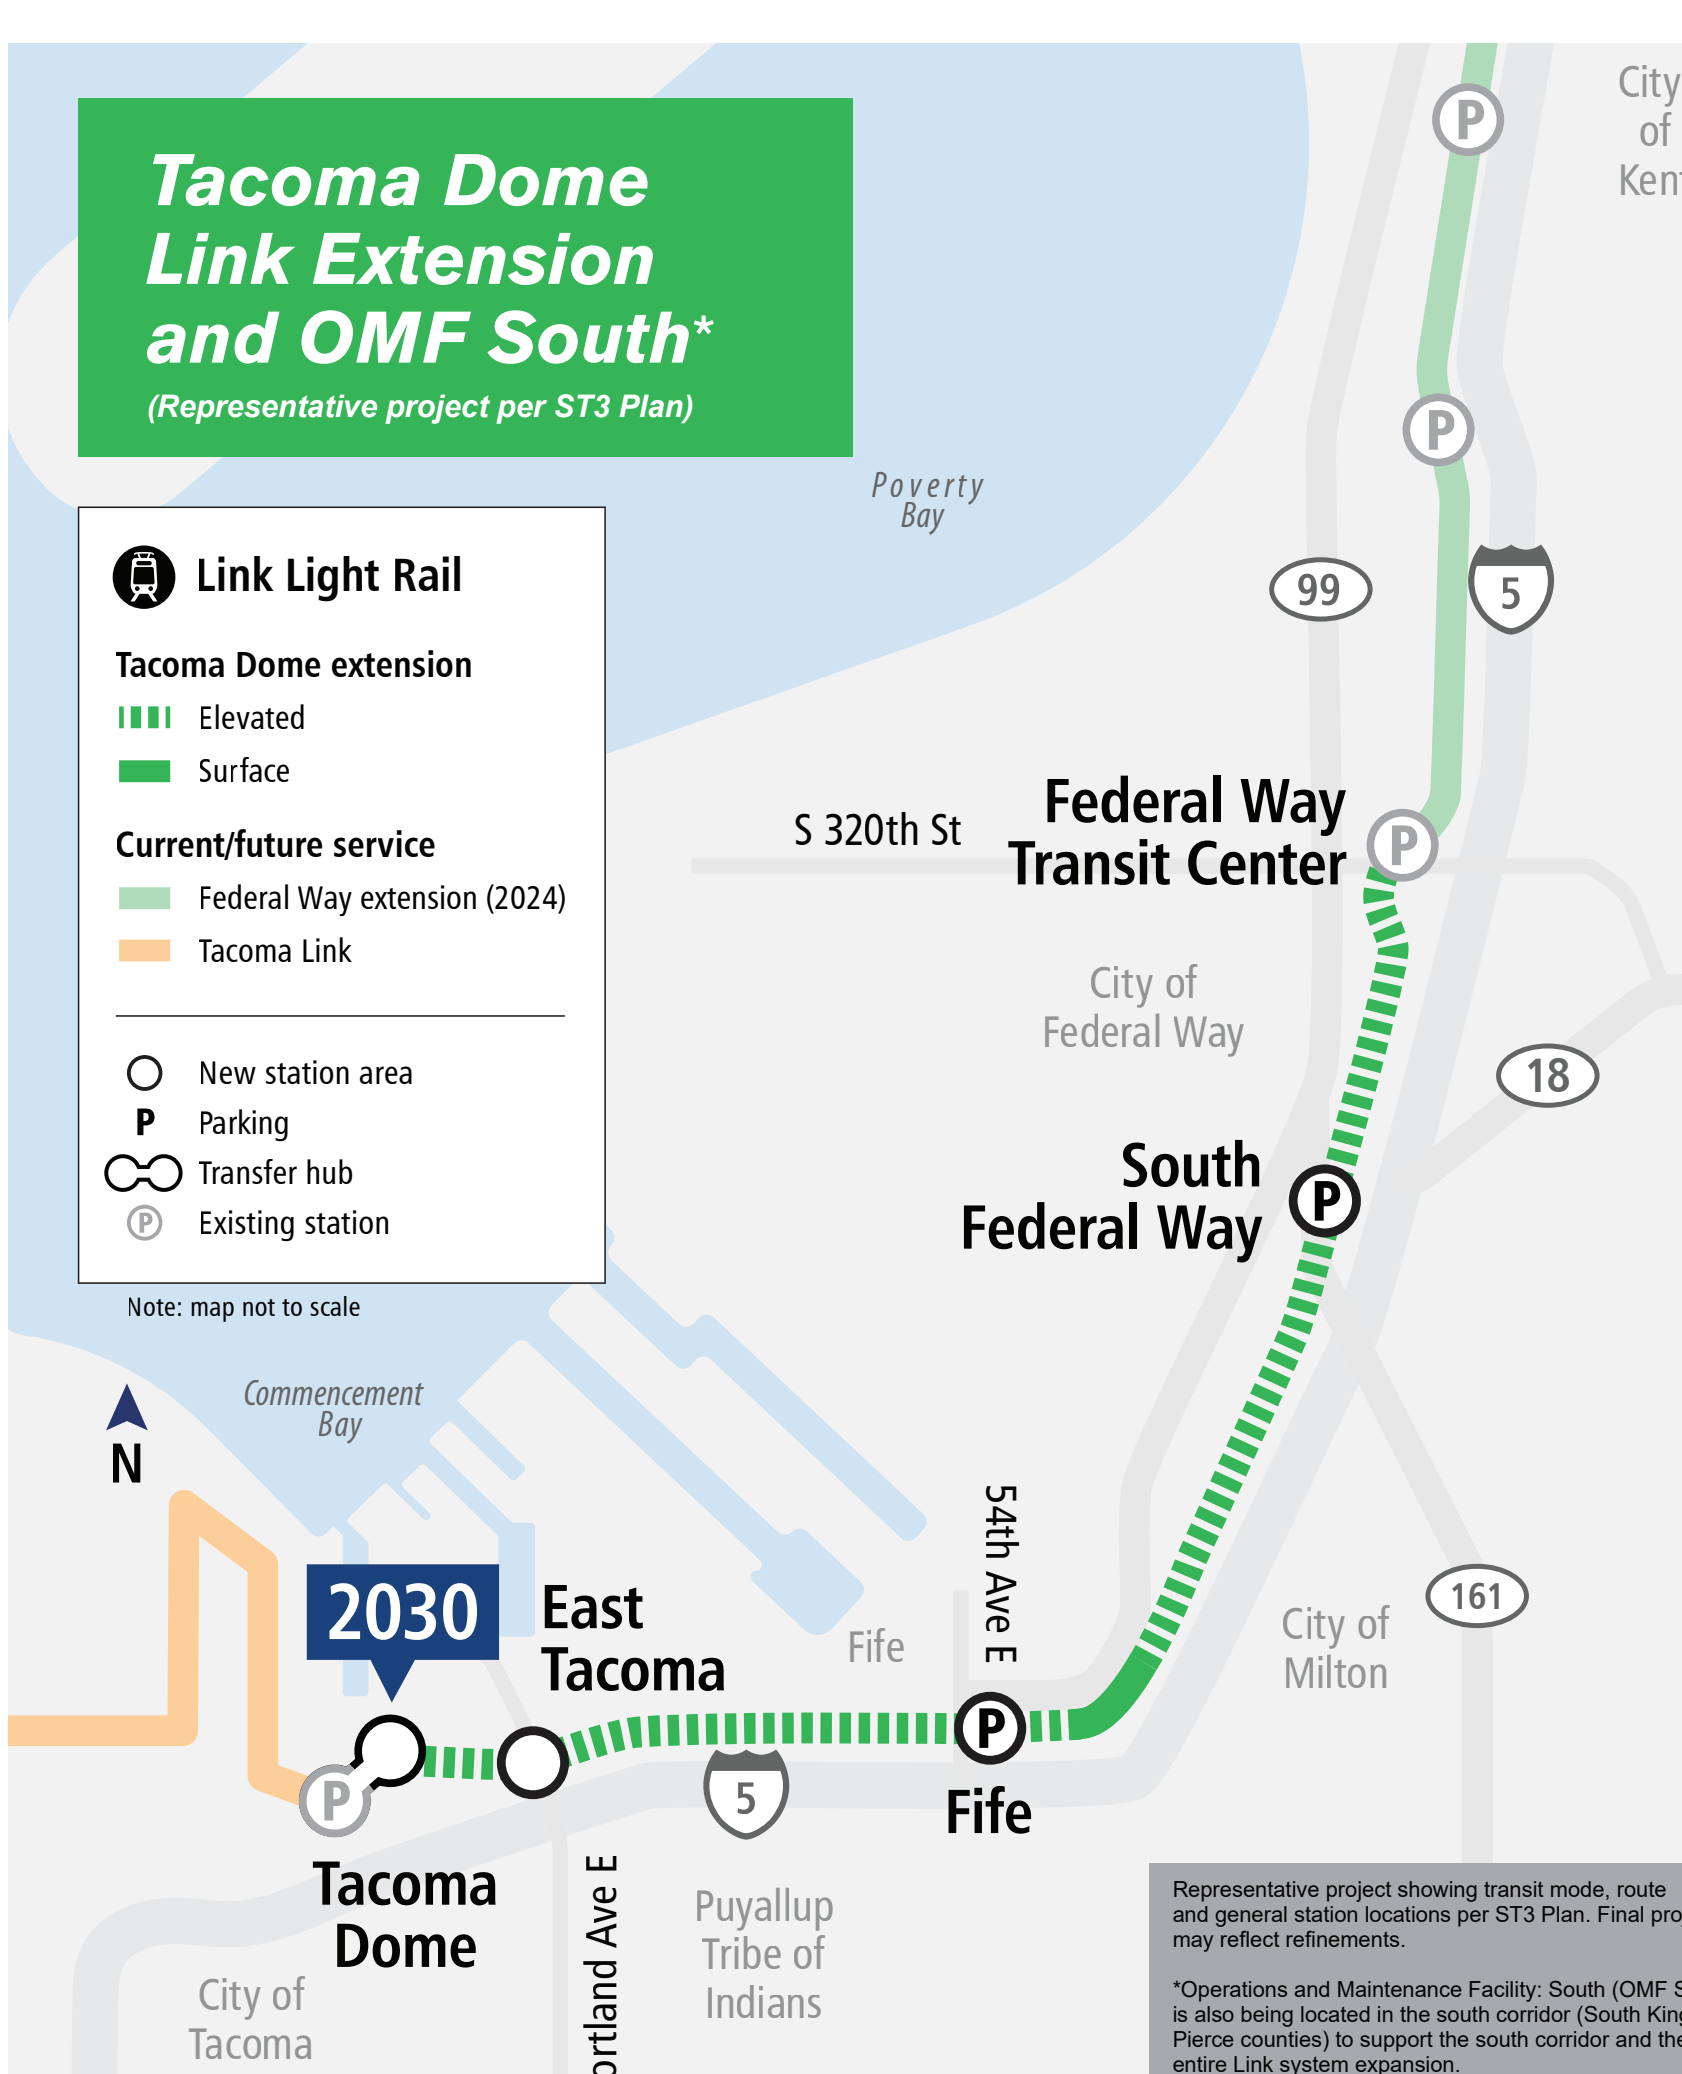 Tacoma Dome
Link Extension
and OMF South*
(Representative project per ST3 Plan)
Link Light Rail
Tacoma Dome extension
Elevated
Surface
Current/future service
Federal Way extension (2024)
Tacoma Link
New station area
P Parking
Transfer hub
P Existing station
Note: map not to scale
N
City
of
P
P
Poverty
Bay
99
5
S 320th St
Federal Way
Transit Center
P
City of
Federal Way
18
South
Federal Way
P
Commencement
Bay
54th Ave E
2030
East
Tacoma
Fife
City of
Milton
161
P
Fife
5
P
Tacoma
Dome
City of
Tacoma
Ave E
Puyallup
Tribe of
Indians
Representative project showing transit mode, route
and general station locations per ST3 Plan. Final
may reflect refinements.
*Operations and Maintenance Facility: South (OMF
is also being located in the south corridor (South
Pierce counties) to support the south corridor and the
entire Link system expansion.